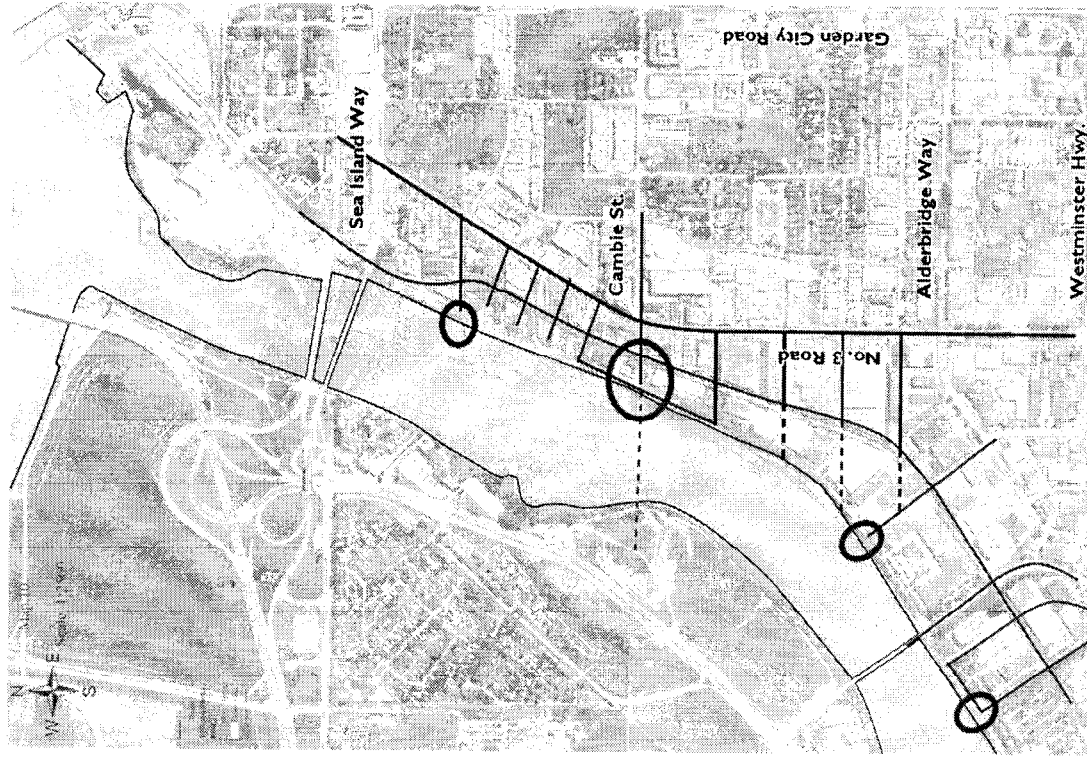 Garden City Road
Sea Island Way
Cambie St.
No. 3 Road
Alderbridge Way
Westminster Hwy.
N
W
E
S